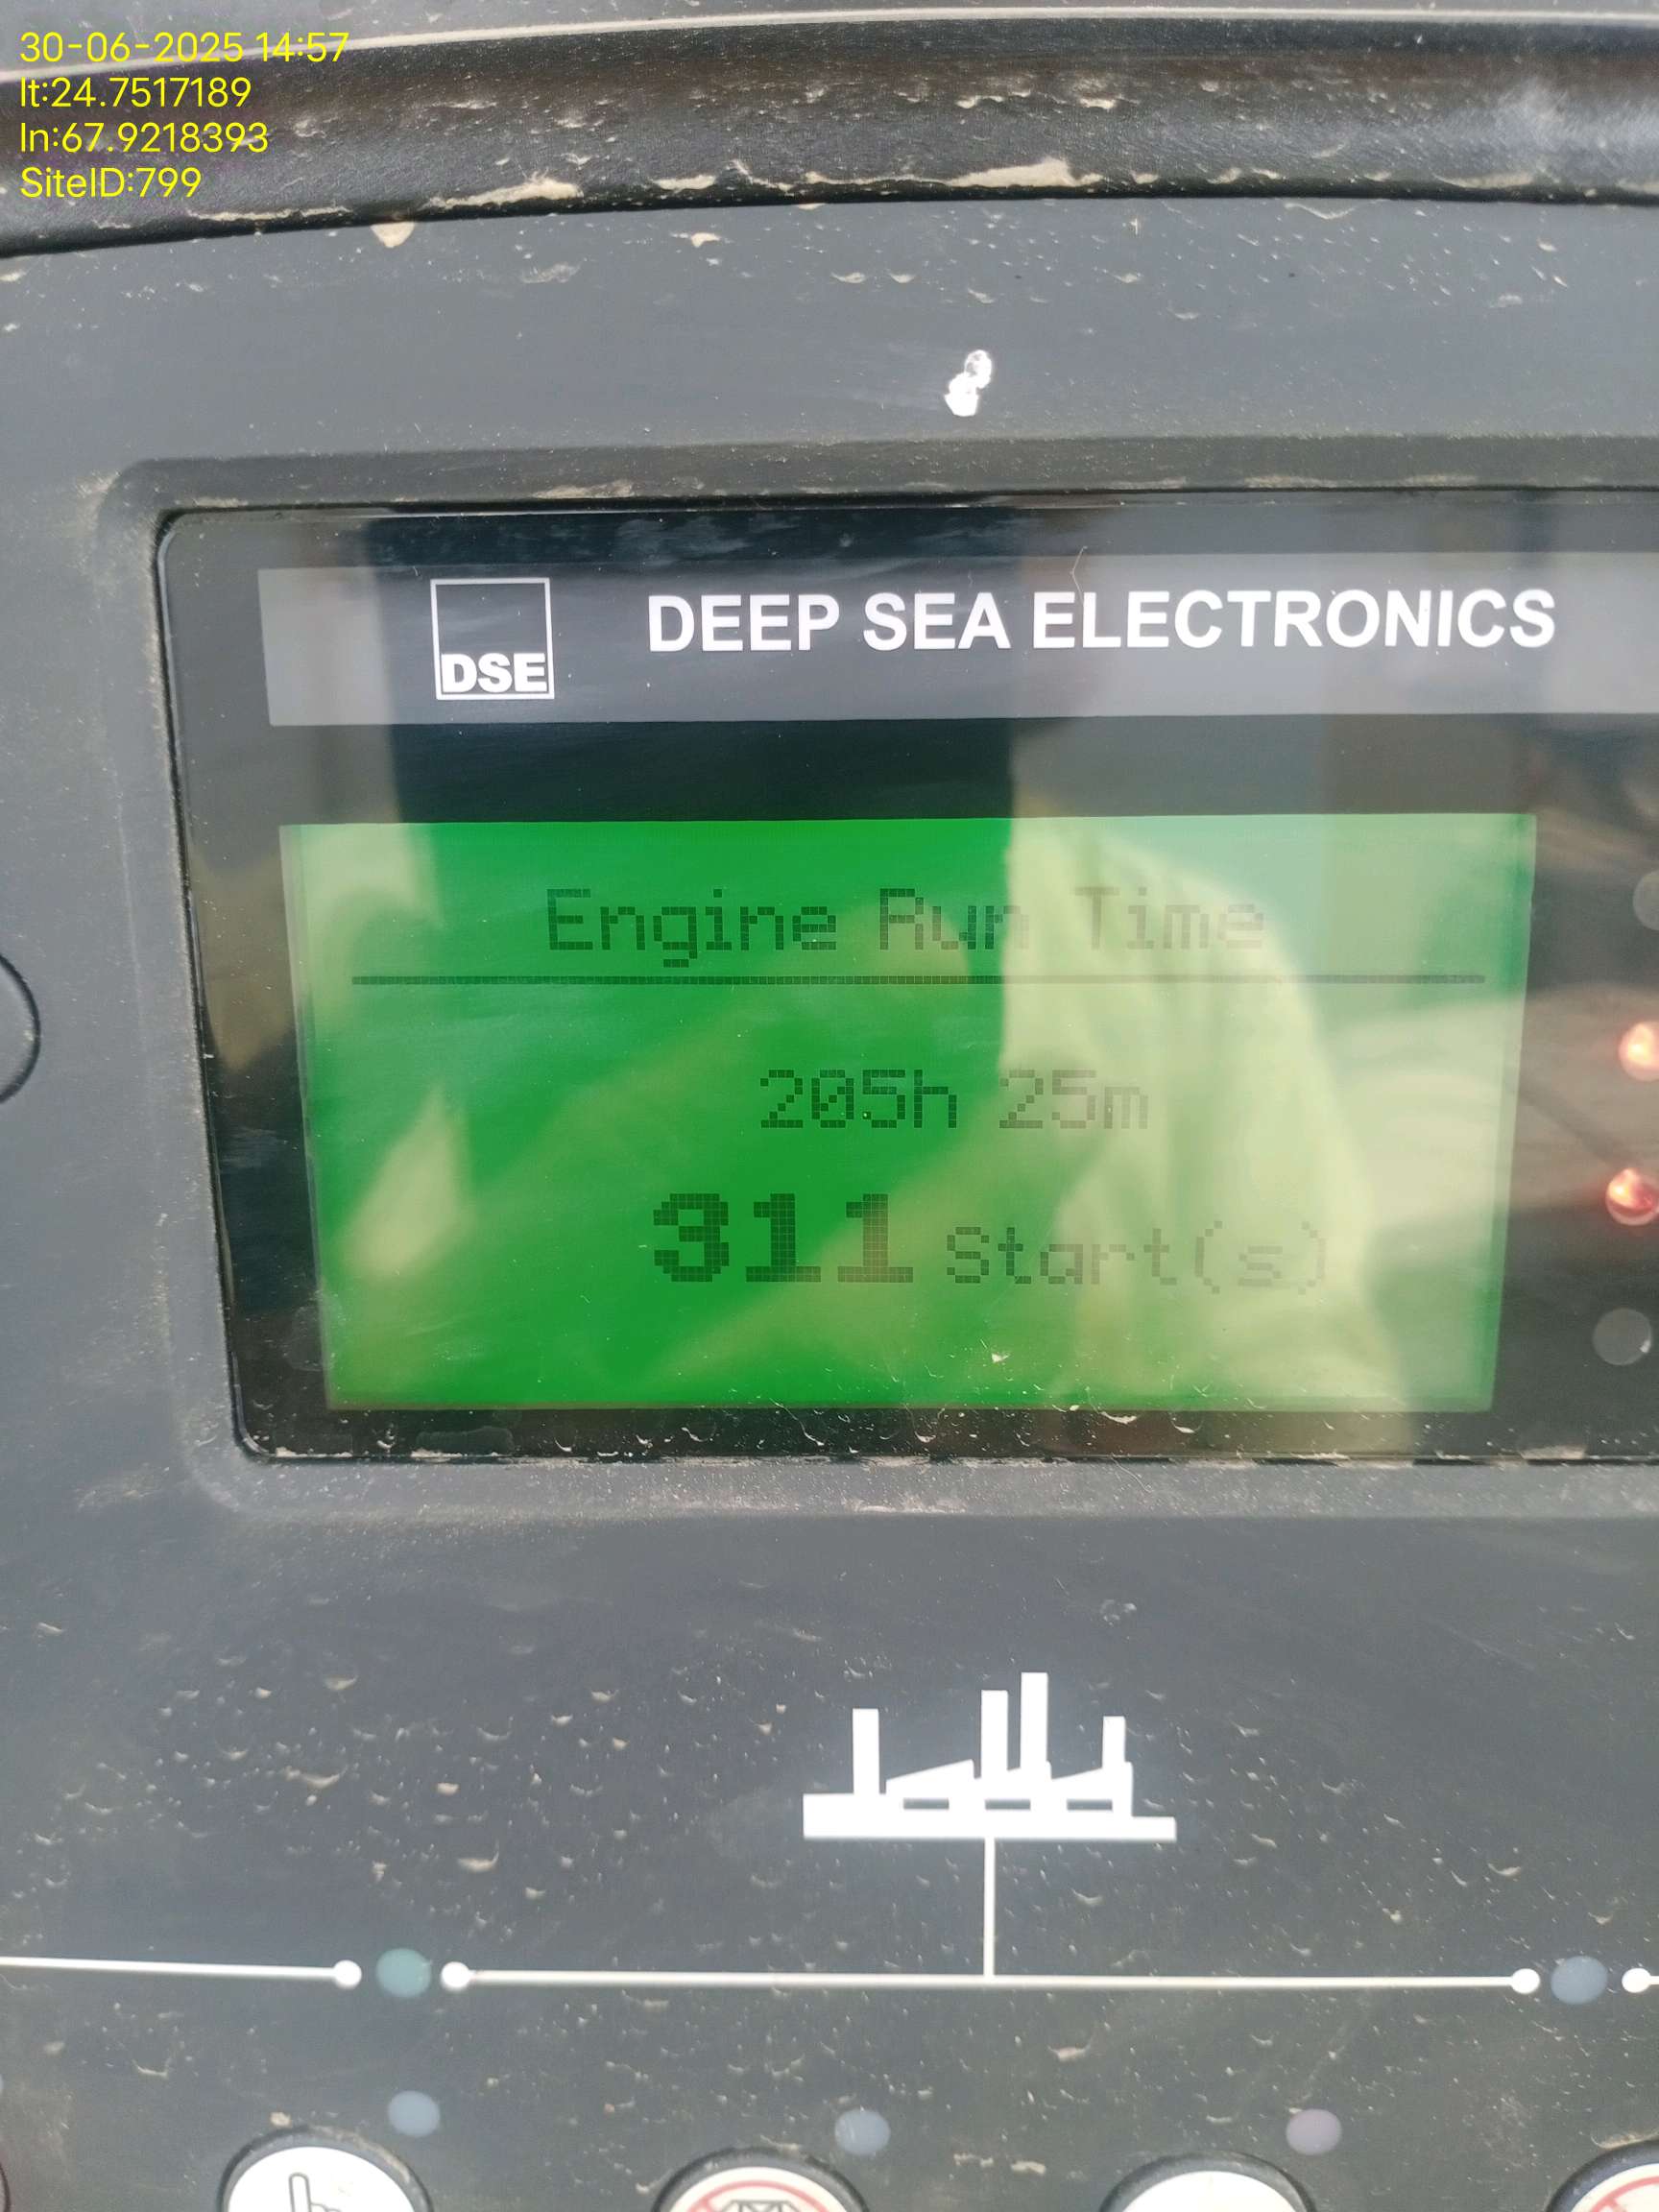 30-06-2025 14:57
lt:24.7517189
ln:67.9218393
SiteID:799
DSE
DEEP SEA ELECTRONICS
Engine Run Time
205h 25m
311 Start(s)